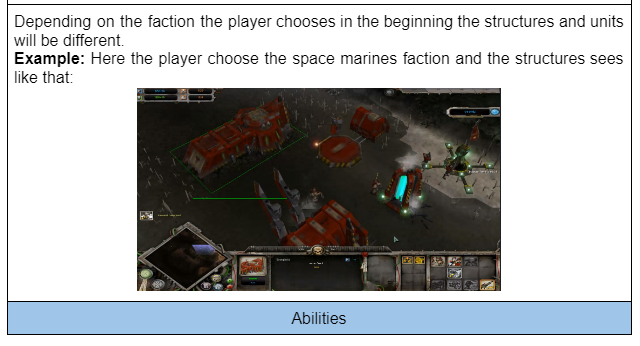 Depending on the faction the player chooses in the beginning the structures and units
will be different.
Example: Here the player choose the space marines faction and the structures sees
like that:
Abilities